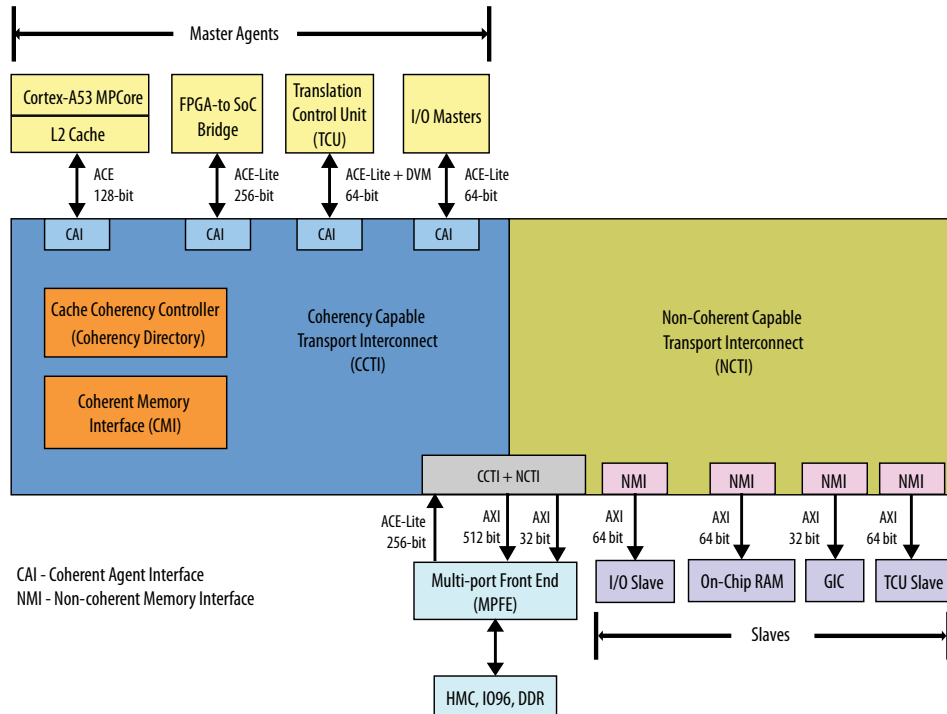 Master Agents
Cortex-A53 MPCore
L2 Cache
FPGA-to SoC
Bridge
Translation
Control Unit
(TCU)
I/O Masters
ACE
128-bit
ACE-Lite
256-bit
ACE-Lite + DVM
64-bit
ACE-Lite
64-bit
CAI
CAI
CAI
CAI
Cache Coherency Controller
(Coherency Directory)
Coherent Memory
Interface (CMI)
Coherency Capable
Transport Interconnect
(CCTI)
Non-Coherent Capable
Transport Interconnect
(NCTI)
CCTI + NCTI
NMI
NMI
NMI
NMI
ACE-Lite
256-bit
AXI
512 bit
AXI
32 bit
AXI
64 bit
AXI
64 bit
AXI
32 bit
AXI
64 bit
CAI - Coherent Agent Interface
NMI - Non-coherent Memory Interface
Multi-port Front End
(MPFE)
I/O Slave
On-Chip RAM
GIC
TCU Slave
Slaves
HMC, IO96, DDR